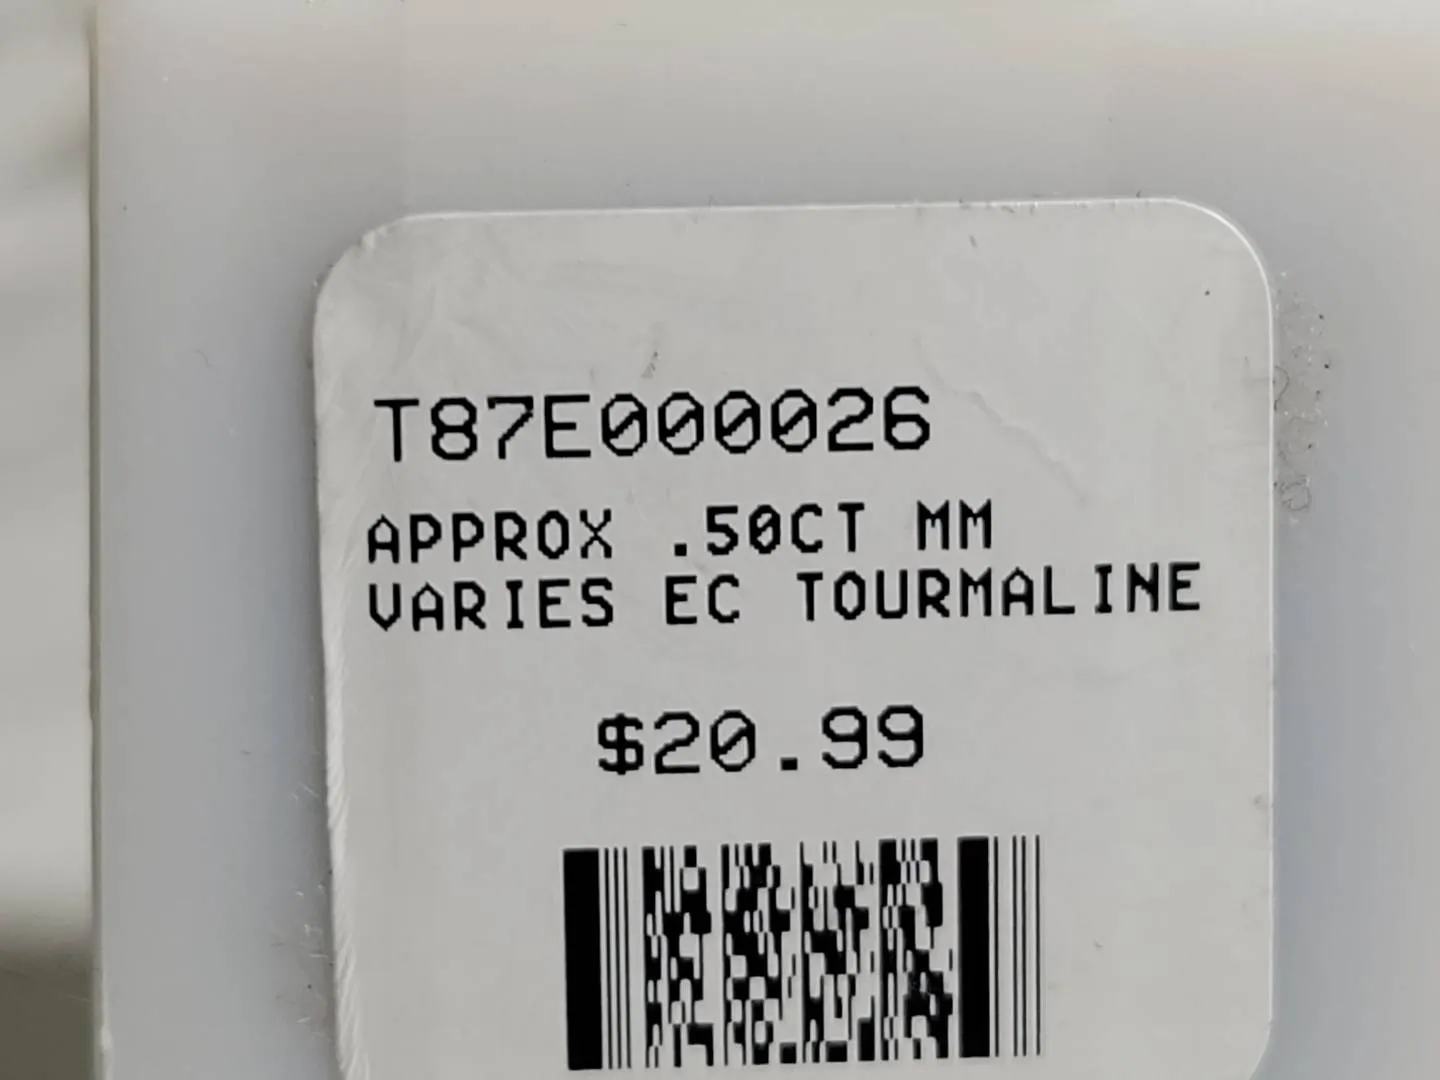 T87E000026
APPROX .50CT MM
VARIES EC TOURMALINE
$20.99